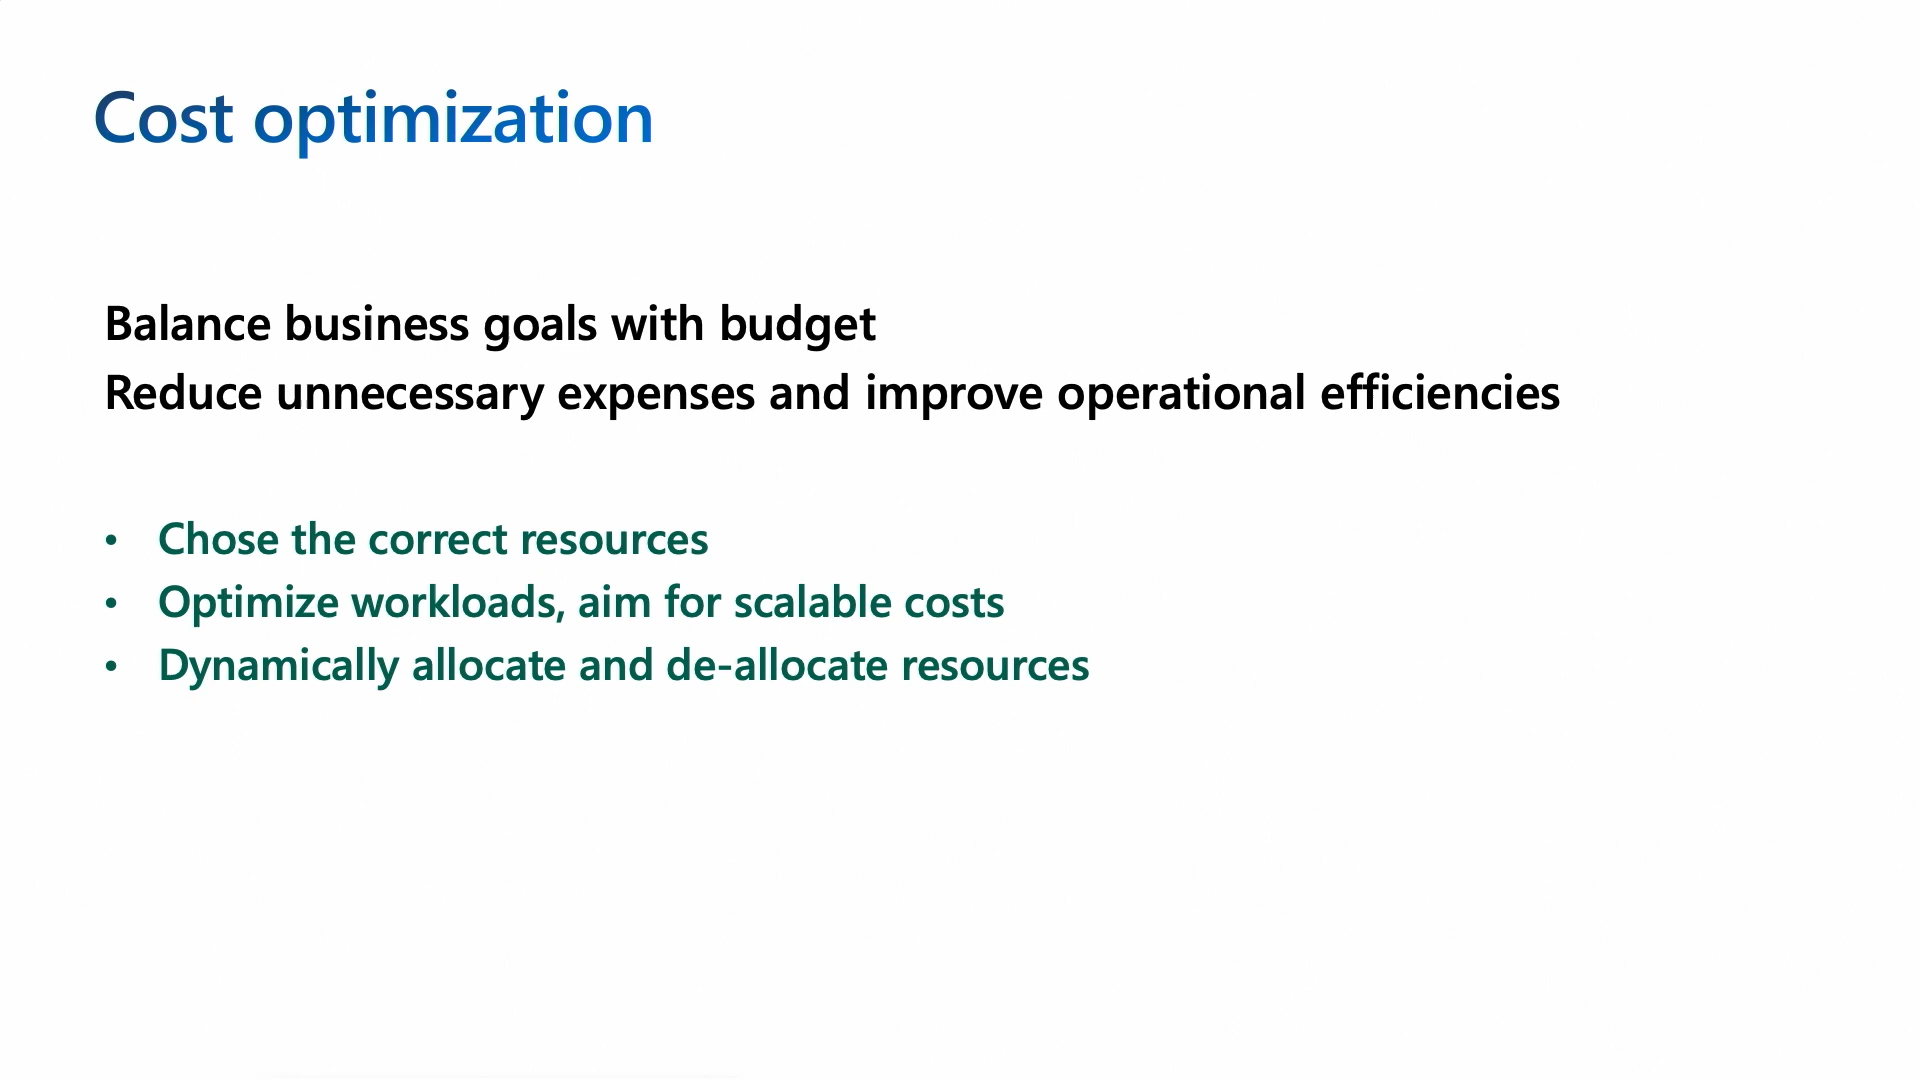 Cost optimization
Balance business goals with budget
Reduce unnecessary expenses and improve operational efficiencies
• Chose the correct resources
• Optimize workloads, aim for scalable costs
• Dynamically allocate and de-allocate resources